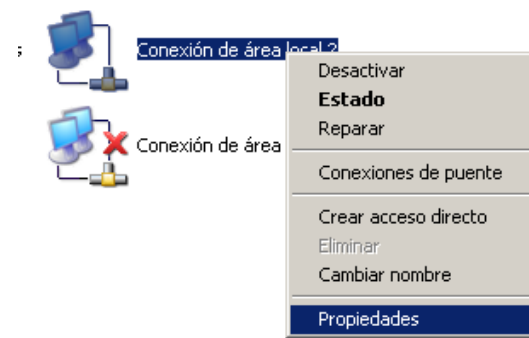 Conexión de área local 2
Desactivar
Estado
Reparar
Conexión de área
Conexiones de puente
Crear acceso directo
Eliminar
Cambiar nombre
Propiedades